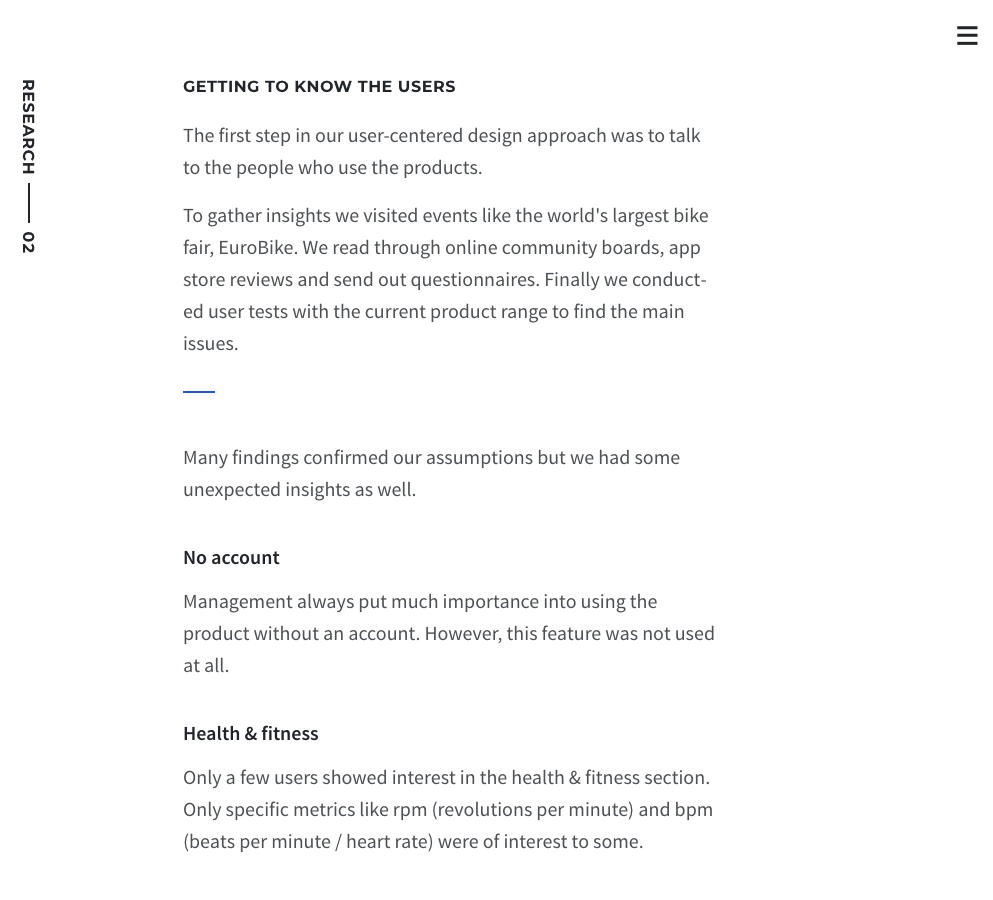 RESEARCH — 02
GETTING TO KNOW THE USERS
The first step in our user-centered design approach was to talk
to the people who use the products.
To gather insights we visited events like the world's largest bike
fair, EuroBike. We read through online community boards, app
store reviews and send out questionnaires. Finally we conduct-
ed user tests with the current product range to find the main
issues.
Many findings confirmed our assumptions but we had some
unexpected insights as well.
No account
Management always put much importance into using the
product without an account. However, this feature was not used
at all.
Health & fitness
Only a few users showed interest in the health & fitness section.
Only specific metrics like rpm (revolutions per minute) and bpm
(beats per minute / heart rate) were of interest to some.